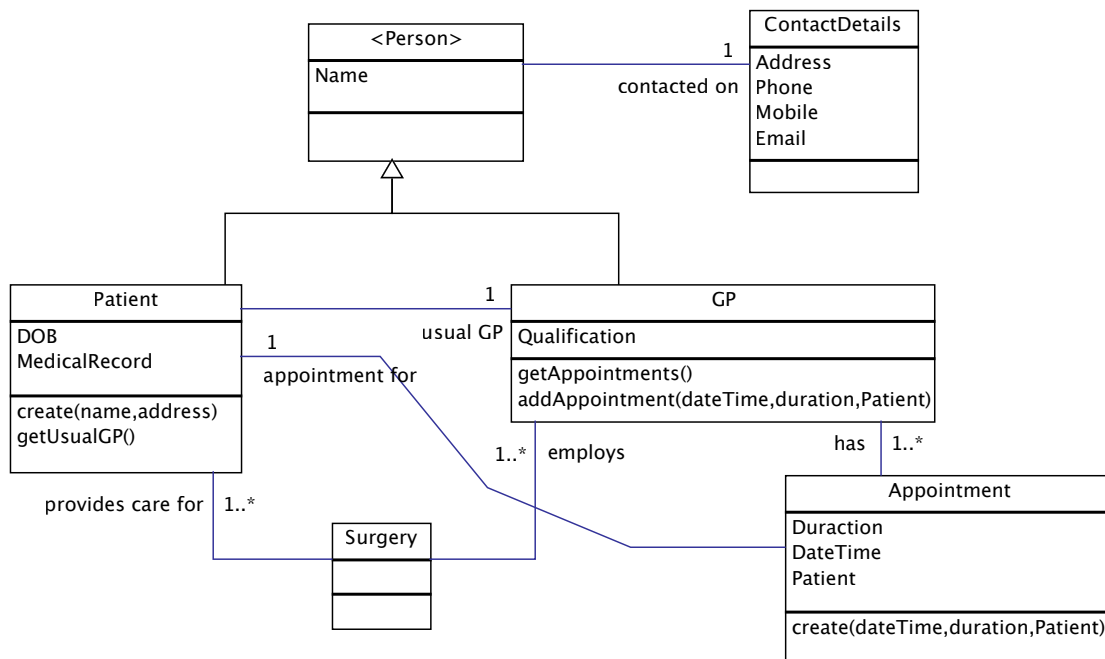 <Person>
Name
1
contacted on
ContactDetails
Address
Phone
Mobile
Email
Patient
DOB
MedicalRecord
create(name,address)
getUsualGP()
1
usual GP
1
appointment for
GP
Qualification
getAppointments()
addAppointment(dateTime,duration,Patient)
1..*
employs
has
1..*
provides care for
1..*
Surgery
Appointment
Duraction
DateTime
Patient
create(dateTime,duration,Patient)